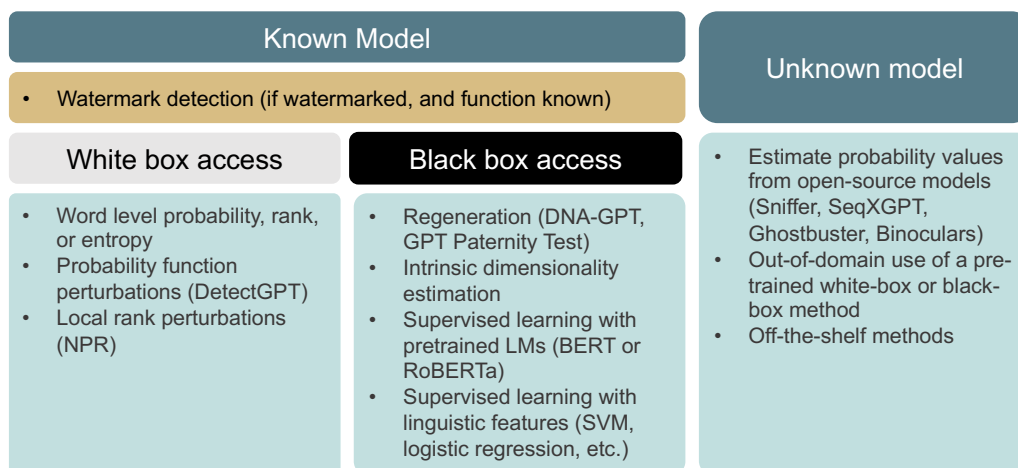 Known Model
• Watermark detection (if watermarked, and function known)
White box access
• Word level probability, rank,
or entropy
• Probability function
perturbations (DetectGPT)
• Local rank perturbations
(NPR)
Black box access
• Regeneration (DNA-GPT,
GPT Paternity Test)
• Intrinsic dimensionality
estimation
• Supervised learning with
pretrained LMs (BERT or
RoBERTa)
• Supervised learning with
linguistic features (SVM,
logistic regression, etc.)
Unknown model
• Estimate probability values
from open-source models
(Sniffer, SeqXGPT,
Ghostbuster, Binoculars)
• Out-of-domain use of a pre-
trained white-box or black-
box method
• Off-the-shelf methods